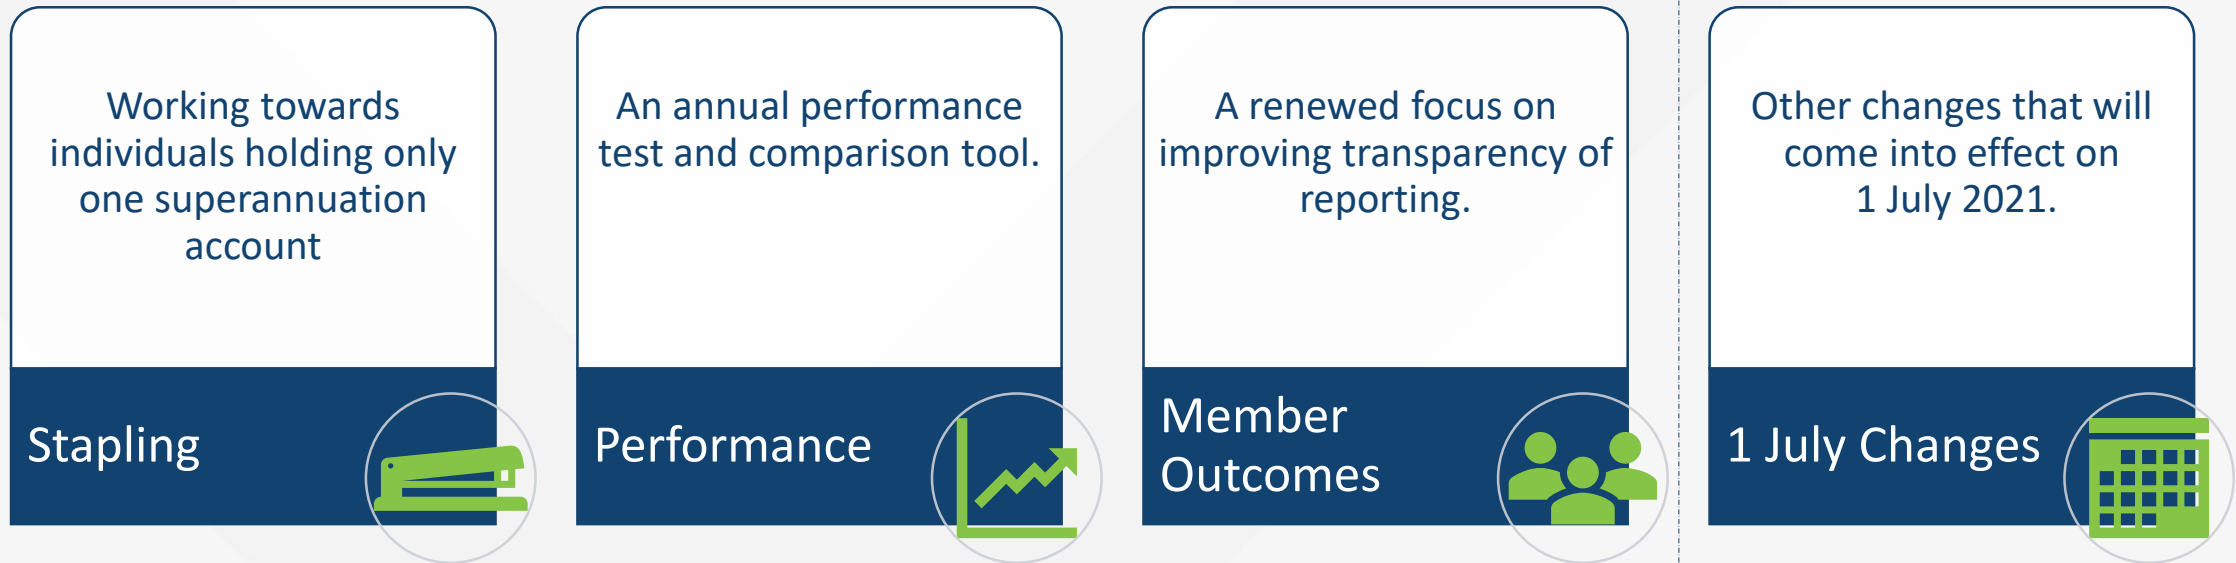 Working towards
individuals holding only
one superannuation
account
Stapling
An annual performance
test and comparison tool.
Performance
A renewed focus on
improving transparency of
reporting.
Member
Outcomes
Other changes that will
come into effect on
1 July 2021.
1 July Changes